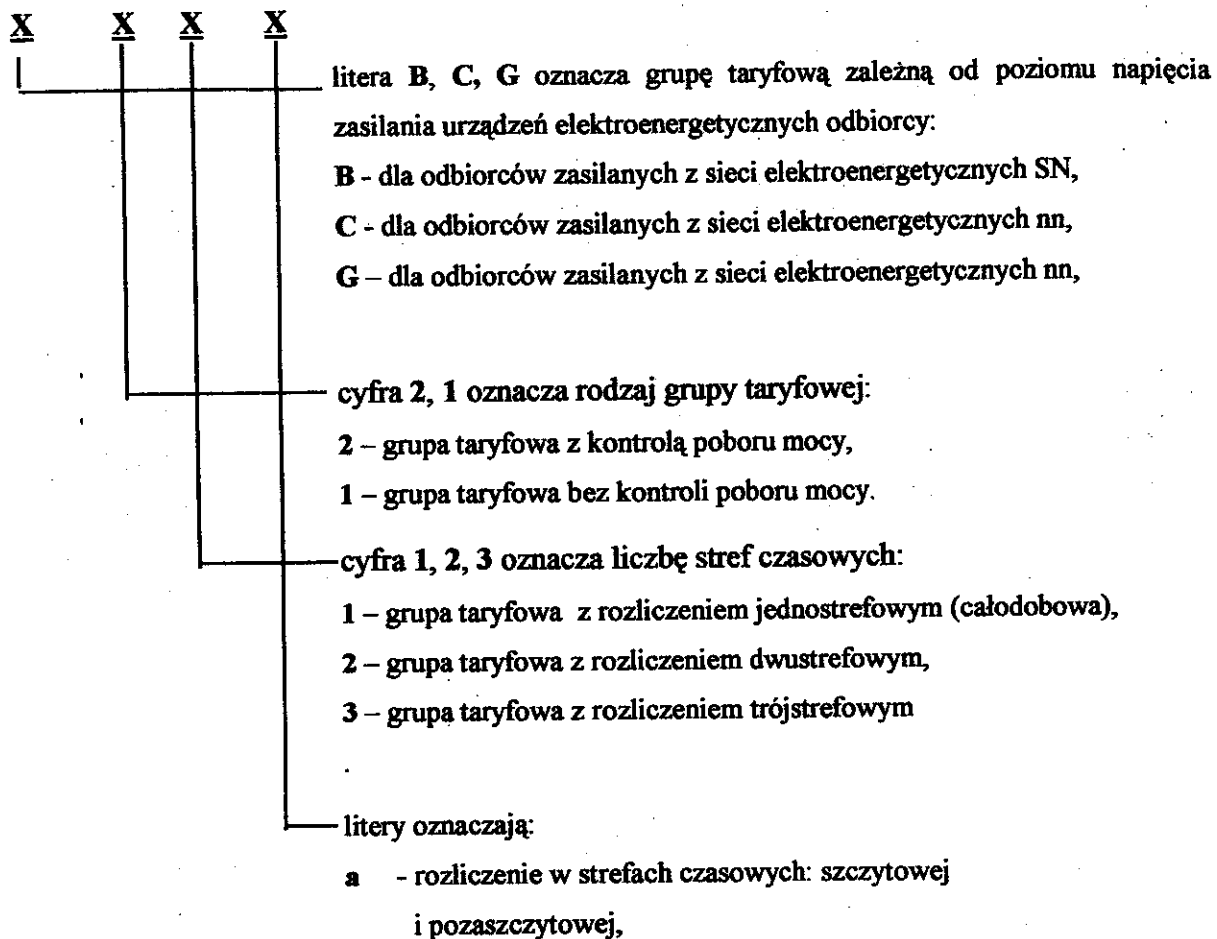 X X X X
litera B, C, G oznacza grupę taryfową zależną od poziomu napięcia
zasilania urządzeń elektroenergetycznych odbiorcy:
B - dla odbiorców zasilanych z sieci elektroenergetycznych SN,
C - dla odbiorców zasilanych z sieci elektroenergetycznych nn,
G – dla odbiorców zasilanych z sieci elektroenergetycznych nn,
cyfra 2, 1 oznacza rodzaj grupy taryfowej:
2 – grupa taryfowa z kontrolą poboru mocy,
1 – grupa taryfowa bez kontroli poboru mocy.
cyfra 1, 2, 3 oznacza liczbę stref czasowych:
1 – grupa taryfowa z rozliczeniem jednostrefowym (całodobowa),
2 – grupa taryfowa z rozliczeniem dwustrefowym,
3 – grupa taryfowa z rozliczeniem trójstrefowym
litery oznaczają:
a - rozliczenie w strefach czasowych: szczytowej
i pozaszczytowej,